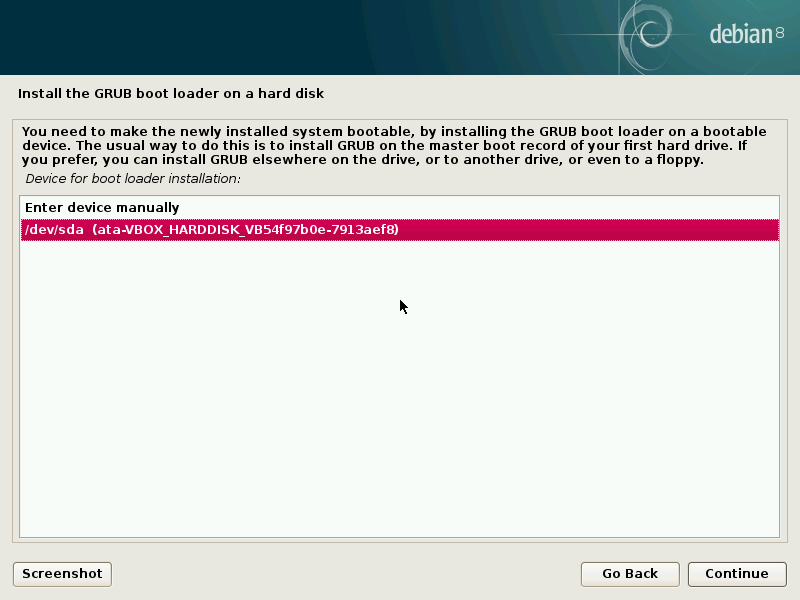 debian 8
Install the GRUB boot loader on a hard disk
You need to make the newly installed system bootable, by installing the GRUB boot loader on a bootable
device. The usual way to do this is to install GRUB on the master boot record of your first hard drive. If
you prefer, you can install GRUB elsewhere on the drive, or to another drive, or even to a floppy.
Device for boot loader installation:
Enter device manually
/dev/sda  (ata-VBOX_HARDDISK_VB54f97b0e-7913aef8)
Screenshot
Go Back
Continue